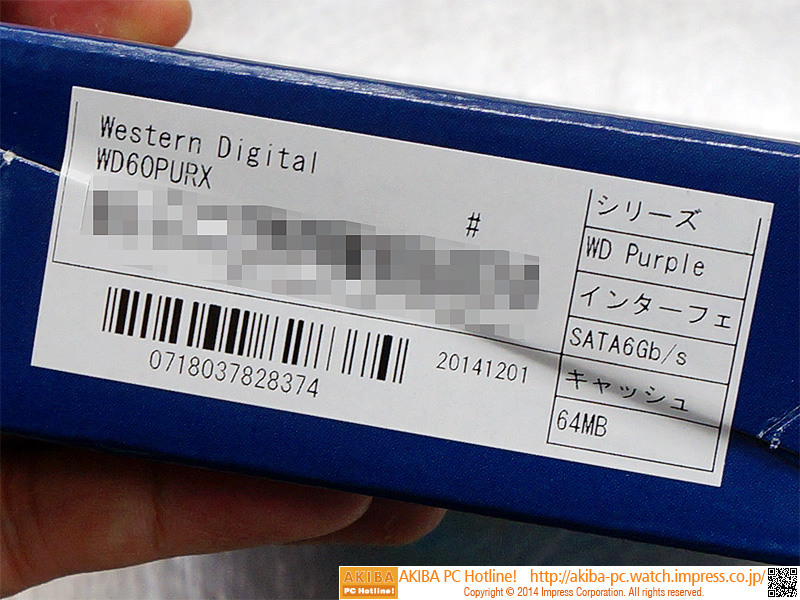 Western Digital
WD60PURX
#
0718037828374
20141201
シリーズ
WD Purple
インターフェ
SATA6Gb/s
キャッシュ
64MB
AKIBA
PC Hotline!
AKIBA PC Hotline! http://akiba-pc.watch.impress.co.jp/
Copyright © 2014 Impress Corporation. All rights reserved.